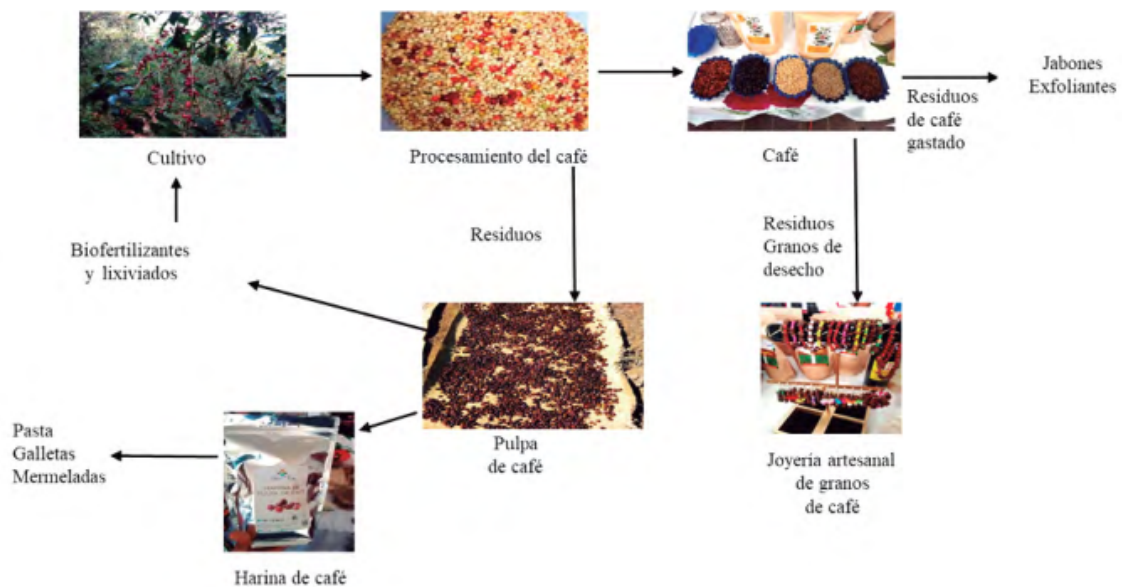 Cultivo
Procesamiento del café
Café
Residuos
de café
gastado
Jabones
Exfoliantes
Biofertilizantes
y lixiviados
Residuos
Residuos
Granos de
desecho
Pulpa
de café
Pasta
Galletas
Mermeladas
Harina de café
Joyería artesanal
de granos
de café